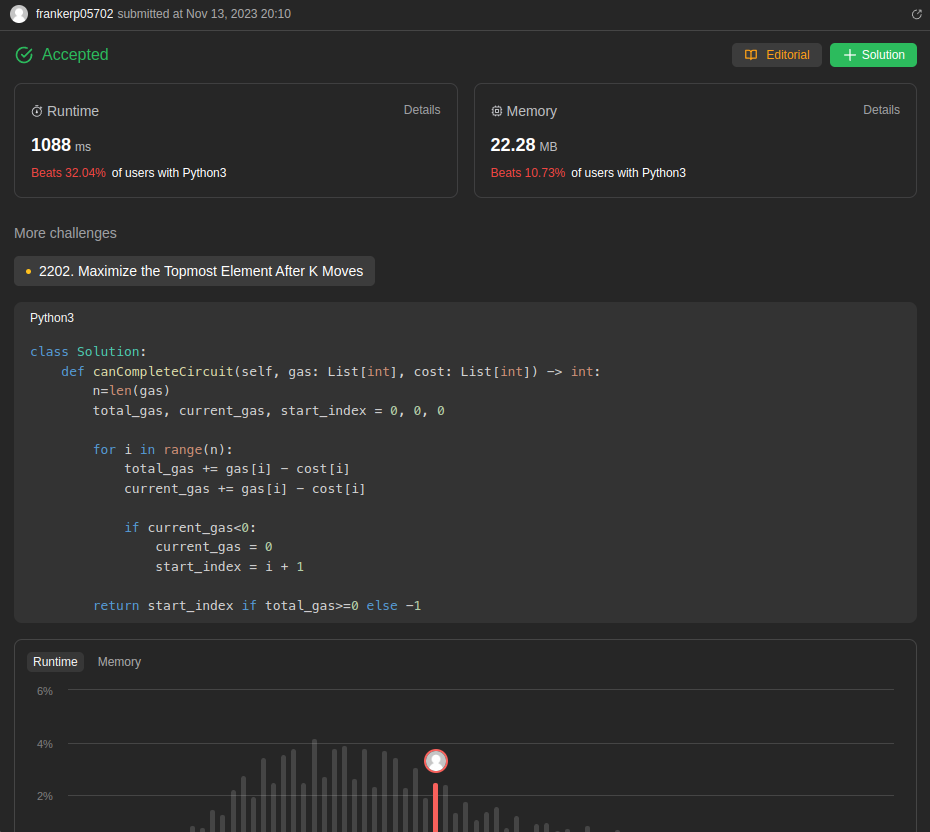 frankerp05702 submitted at Nov 13, 2023 20:10
Accepted
Editorial
Solution
Runtime
Details
1088 ms
Beats 32.04% of users with Python3
Memory
Details
22.28 MB
Beats 10.73% of users with Python3
More challenges
2202. Maximize the Topmost Element After K Moves
Python3
class Solution:
    def canCompleteCircuit(self, gas: List[int], cost: List[int]) -> int:
        n=len(gas)
        total_gas, current_gas, start_index = 0, 0, 0
        for i in range(n):
            total_gas += gas[i] - cost[i]
            current_gas += gas[i] - cost[i]
            if current_gas<0:
                current_gas = 0
                start_index = i + 1
        return start_index if total_gas>=0 else -1
Runtime Memory
6%
4%
2%